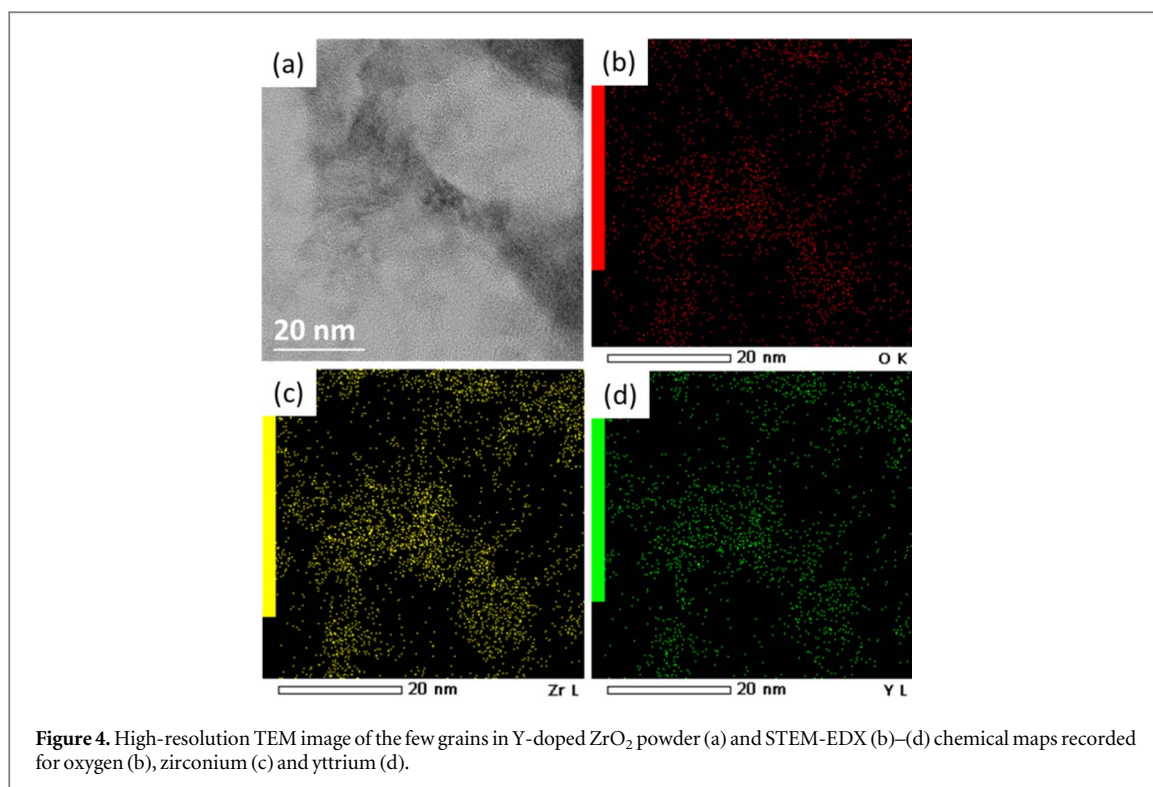 (a)
20 nm
(b)
20 nm O K
(c)
20 nm Zr L
(d)
20 nm Y L
Figure 4. High-resolution TEM image of the few grains in Y-doped ZrO₂ powder (a) and STEM-EDX (b)–(d) chemical maps recorded
for oxygen (b), zirconium (c) and yttrium (d).